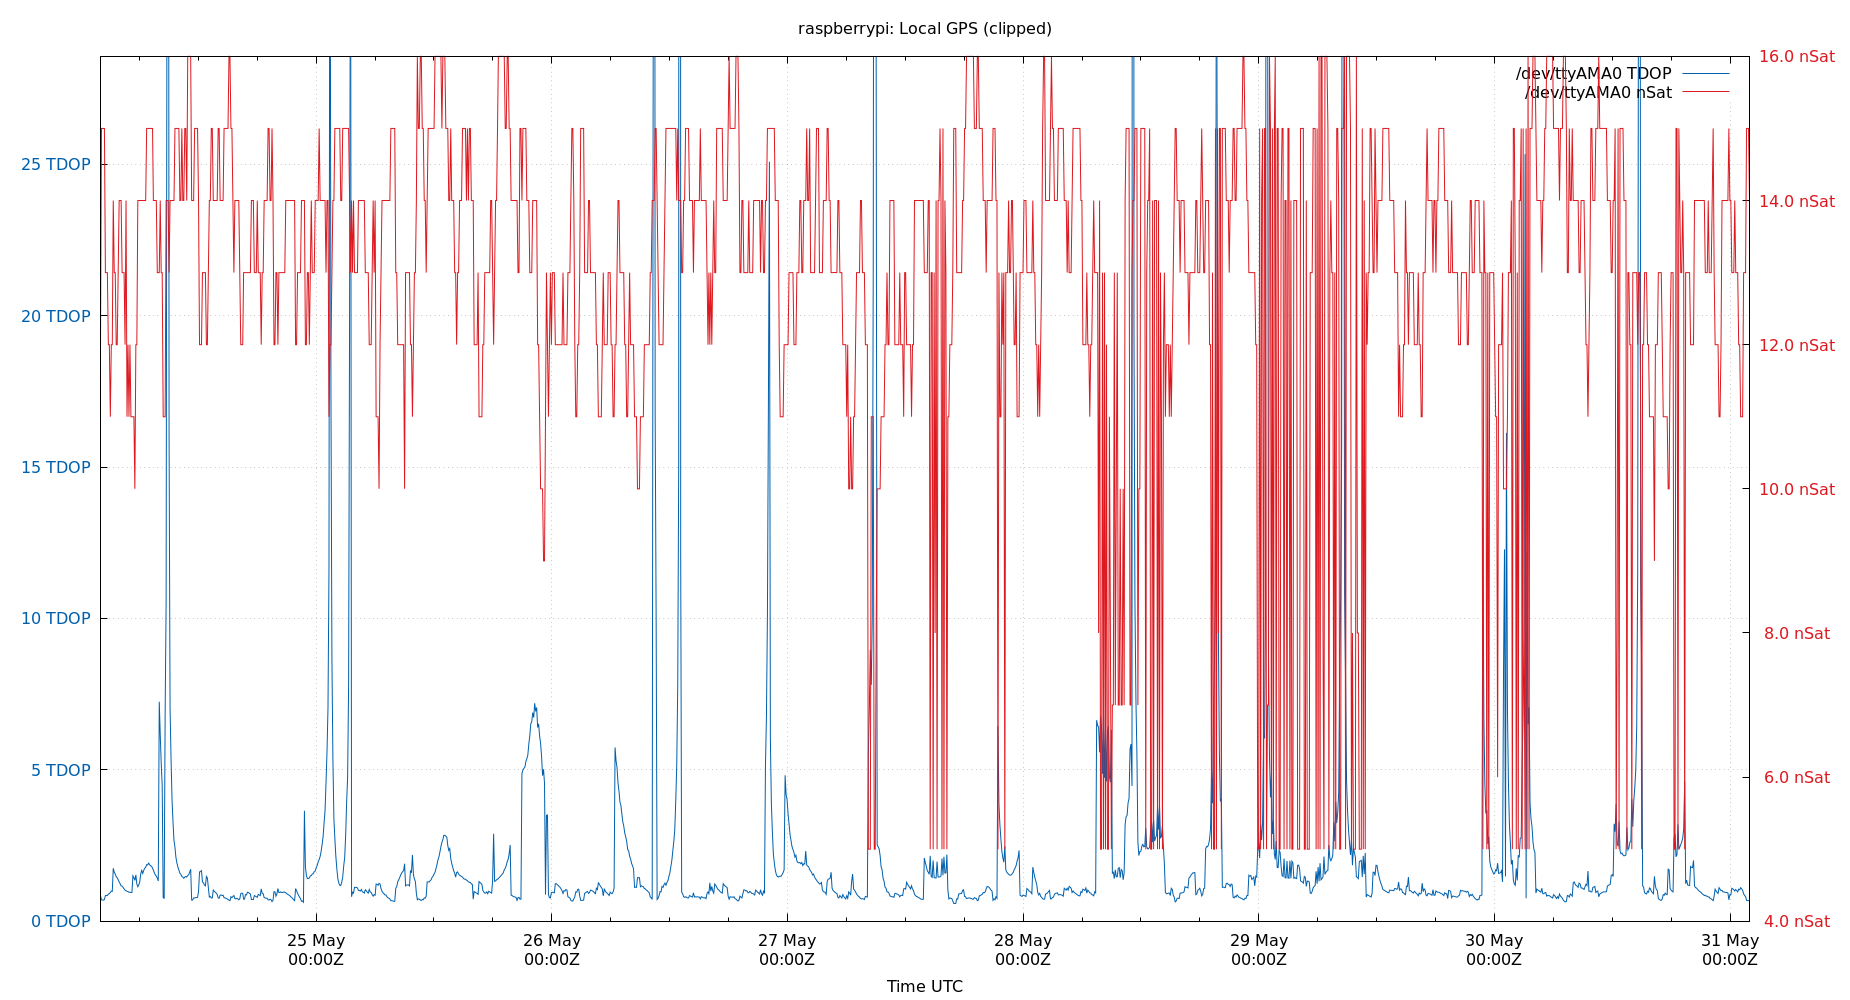 raspberrypi: Local GPS (clipped)
16.0 nSat
/dev/ttyAMA0 TDOP
/dev/ttyAMA0 nSat
25 TDOP
14.0 nSat
20 TDOP
12.0 nSat
15 TDOP
10.0 nSat
10 TDOP
8.0 nSat
5 TDOP
6.0 nSat
0 TDOP
4.0 nSat
25 May 26 May 27 May 28 May 29 May 30 May 31 May
00:00Z 00:00Z 00:00Z 00:00Z 00:00Z 00:00Z 00:00Z
Time UTC